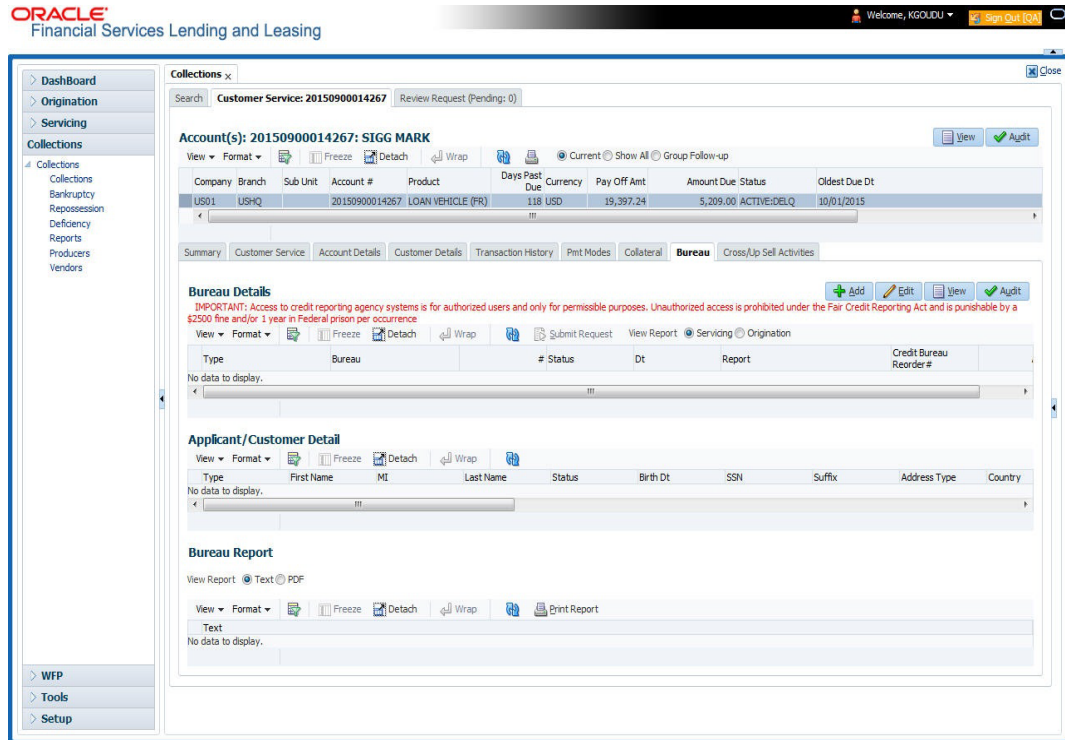 ORACLE
Financial Services Lending and Leasing
Welcome, KGOUDU
Sign Out [QA]
Close
DashBoard
Origination
Servicing
Collections
Collections
Collections
Bankruptcy
Repossession
Deficiency
Reports
Producers
Vendors
WFP
Tools
Setup
Collections x
Search Customer Service: 20150900014267 Review Request (Pending: 0)
Account(s): 20150900014267: SIGG MARK
View Audit
View Format Freeze Detach Wrap Current Show All Group Follow-up
Company Branch Sub Unit Account # Product Days Past Due Currency Pay Off Amt Amount Due Status Oldest Due Dt
US01 USHQ 20150900014267 LOAN VEHICLE (FR) 118 USD 19,397.24 5,209.00 ACTIVE:DELQ 10/01/2015
Summary Customer Service Account Details Customer Details Transaction History Pmt Modes Collateral Bureau Cross/Up Sell Activities
Bureau Details
Add Edit View Audit
IMPORTANT: Access to credit reporting agency systems is for authorized users and only for permissible purposes. Unauthorized access is prohibited under the Fair Credit Reporting Act and is punishable by a
$2500 fine and/or 1 year in Federal prison per occurrence
View Format Freeze Detach Wrap Submit Request View Report Servicing Origination
Type Bureau # Status Dt Report Credit Bureau Reorder #
No data to display.
Applicant/Customer Detail
View Format Freeze Detach Wrap
Type First Name MI Last Name Status Birth Dt SSN Suffix Address Type Country
No data to display.
Bureau Report
View Report Text PDF
View Format Freeze Detach Wrap Print Report
Text
No data to display.